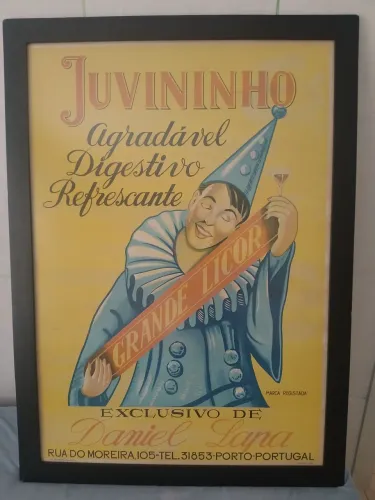 JUVININHO
Agradável
Digestivo
Refrescante
GRANDE LICOR
MARCA REGISTADA
EXCLUSIVO DE
Daniel Lapa
RUA DO MOREIRA, 105-TEL. 31853-PORTO-PORTUGAL